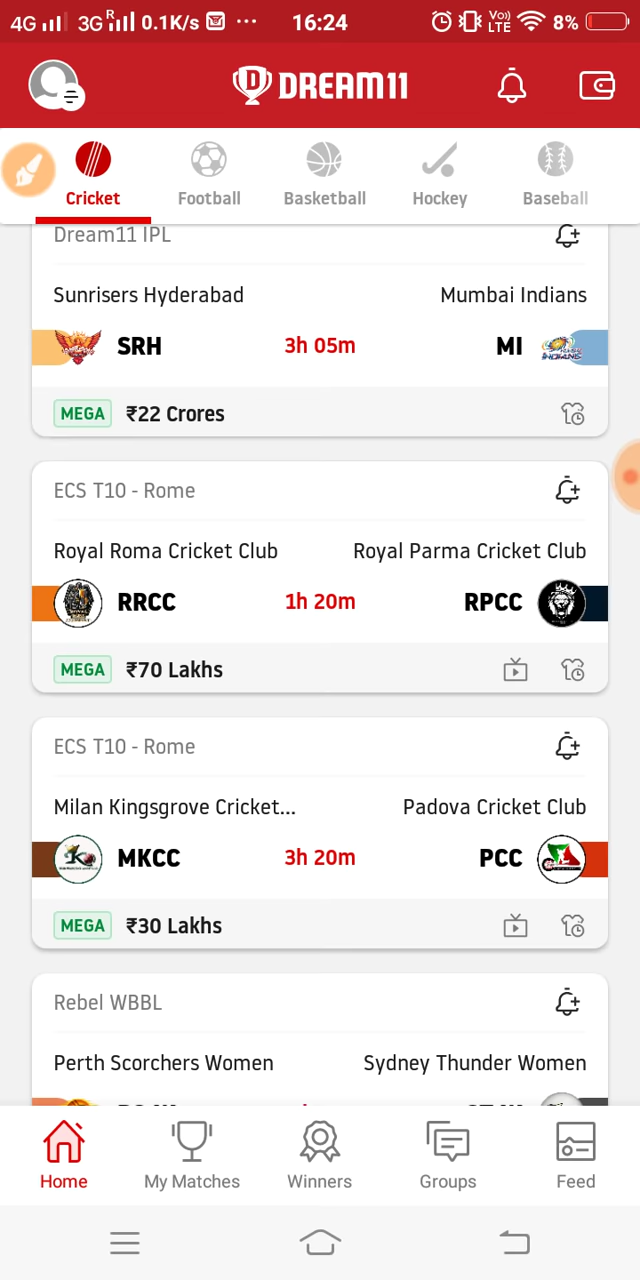 4G 3G R 0.1K/s ... 16:24 Vo) LTE 8%
DREAM11
Cricket Football Basketball Hockey Baseball
Dream11 IPL
Sunrisers Hyderabad Mumbai Indians
SRH 3h 05m MI
MEGA ₹22 Crores
ECS T10 - Rome
Royal Roma Cricket Club Royal Parma Cricket Club
RRCC 1h 20m RPCC
MEGA ₹70 Lakhs
ECS T10 - Rome
Milan Kingsgrove Cricket... Padova Cricket Club
MKCC 3h 20m PCC
MEGA ₹30 Lakhs
Rebel WBBL
Perth Scorchers Women Sydney Thunder Women
Home My Matches Winners Groups Feed